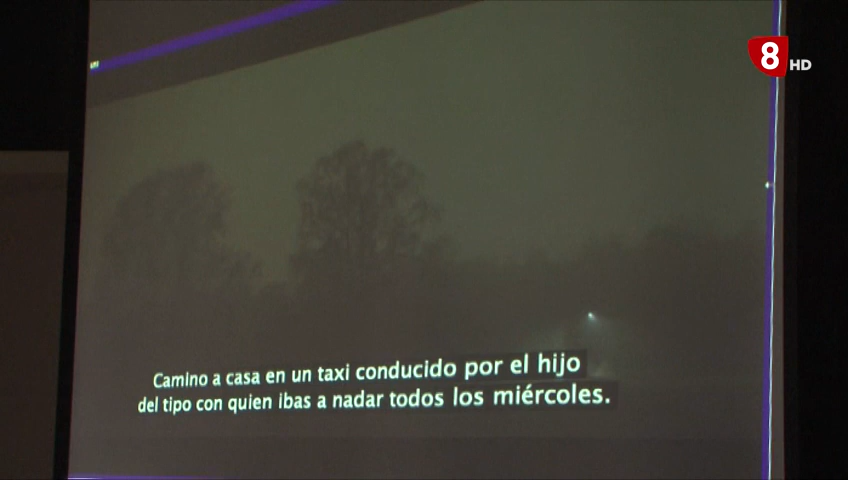 8 HD
Camino a casa en un taxi conducido por el hijo
del tipo con quien ibas a nadar todos los miércoles.